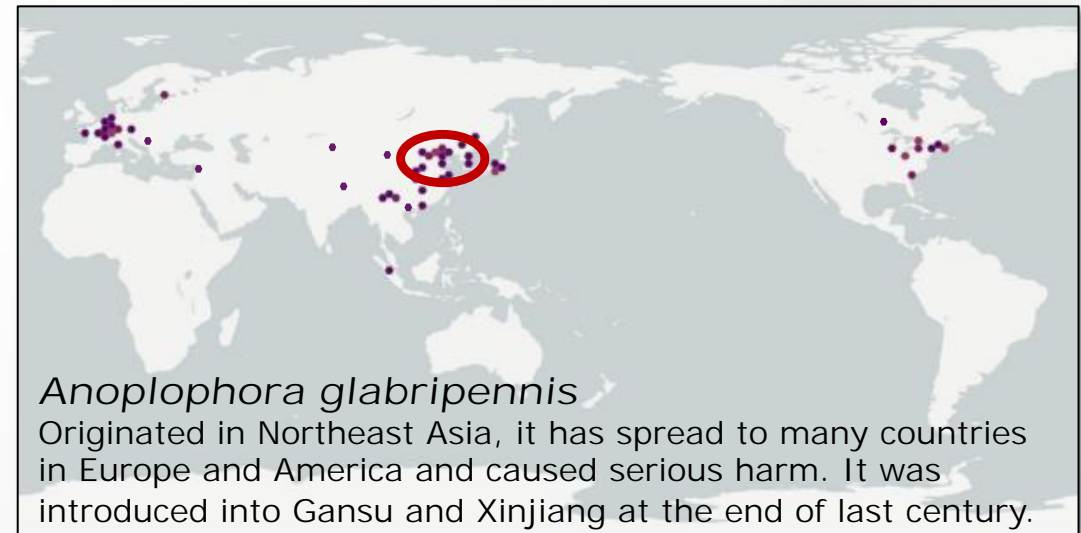 Anoplophora glabripennis
Originated in Northeast Asia, it has spread to many countries
in Europe and America and caused serious harm. It was
introduced into Gansu and Xinjiang at the end of last century.